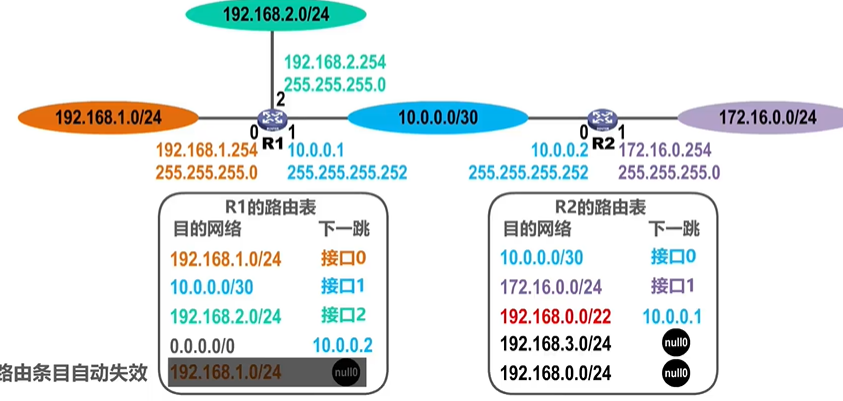 192.168.2.0/24
192.168.2.254
255.255.255.0
2
192.168.1.0/24
10.0.0.0/30
172.16.0.0/24
0 R1 1
0 R2 1
192.168.1.254
255.255.255.0
10.0.0.1
255.255.255.252
10.0.0.2
255.255.255.252
172.16.0.254
255.255.255.0
R1的路由表
目的网络 下一跳
192.168.1.0/24 接口0
10.0.0.0/30 接口1
192.168.2.0/24 接口2
0.0.0.0/0 10.0.0.2
路由条目自动失效 192.168.1.0/24 null0
R2的路由表
目的网络 下一跳
10.0.0.0/30 接口0
172.16.0.0/24 接口1
192.168.0.0/22 10.0.0.1
192.168.3.0/24 null0
192.168.0.0/24 null0